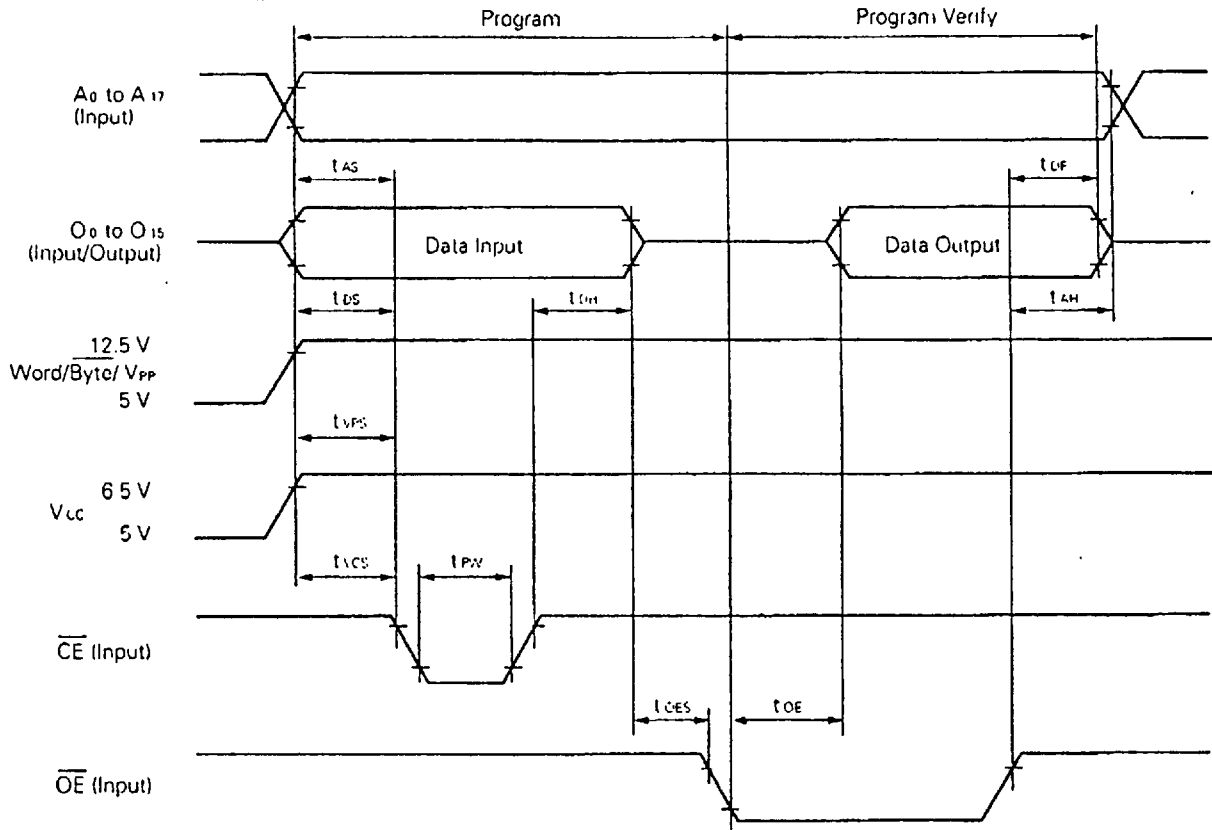 Program Program Verify
A0 to A17
(Input)
tAS tDF
O0 to O15
(Input/Output)
Data Input Data Output
tDS tDH tAH
12.5 V
Word/Byte/ VPP
5 V
tVPS
6.5 V
VCC
5 V
tVCS tPW
CE (Input)
tOES tOE
OE (Input)